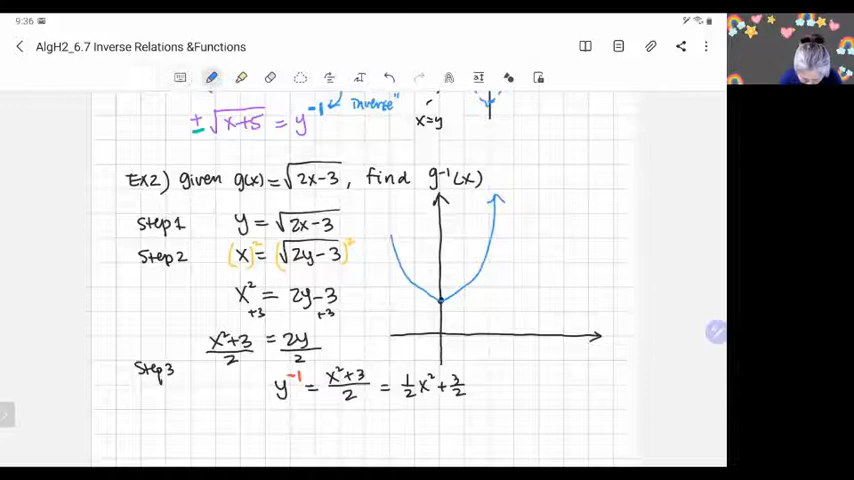 9:36
AlgH2_6.7 Inverse Relations &Functions
±√(x+5) = y⁻¹ inverse"
x=y
EX2) given g(x)=√(2x-3), find g⁻¹(x)
Step1 y = √(2x-3)
Step2 (x)² = (√(2y-3))²
x² = 2y-3
+3 +3
(x²+3)/2 = 2y/2
Step3
y⁻¹ = (x²+3)/2 = 1/2x²+3/2